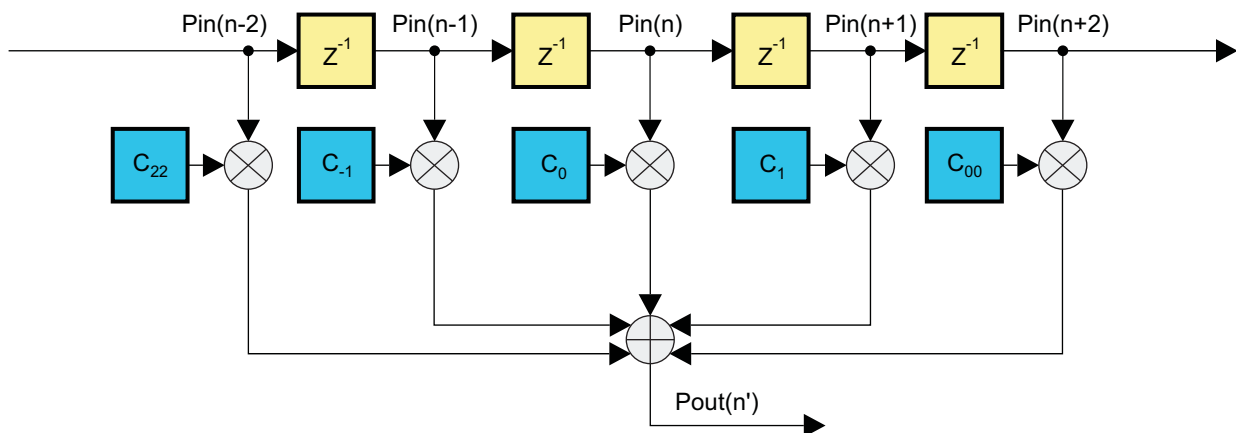 Pin(n-2) Pin(n-1) Pin(n) Pin(n+1) Pin(n+2)
Z⁻¹ Z⁻¹ Z⁻¹ Z⁻¹
C₂₂ C₋₁ C₀ C₁ C₀₀
Pout(n')